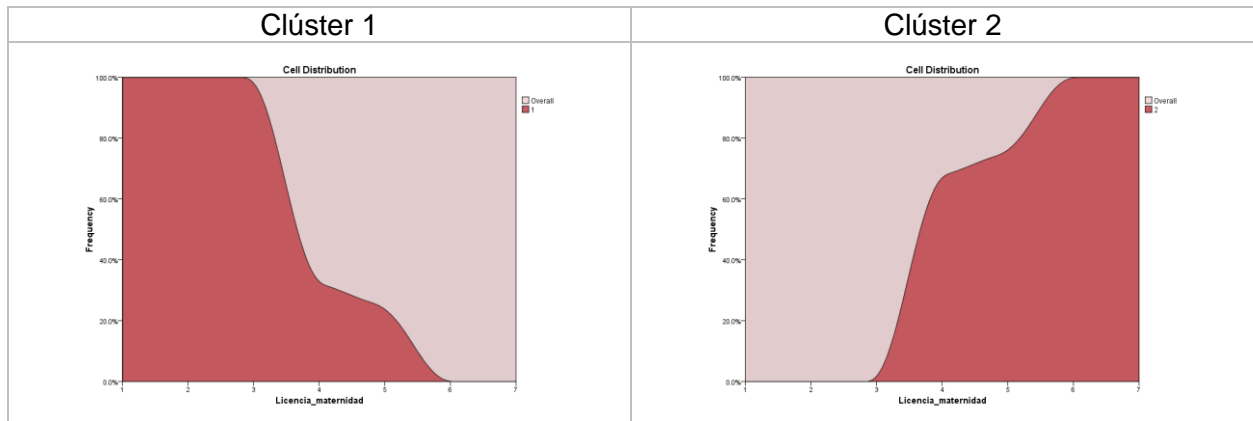 Clúster 1
Clúster 2
Cell Distribution
100.0%
80.0%
60.0%
40.0%
20.0%
0.0%
Frequency
1 2 3 4 5 6 7
Licencia_maternidad
Overall
1
Cell Distribution
100.0%
80.0%
60.0%
40.0%
20.0%
0.0%
Frequency
1 2 3 4 5 6 7
Licencia_maternidad
Overall
2